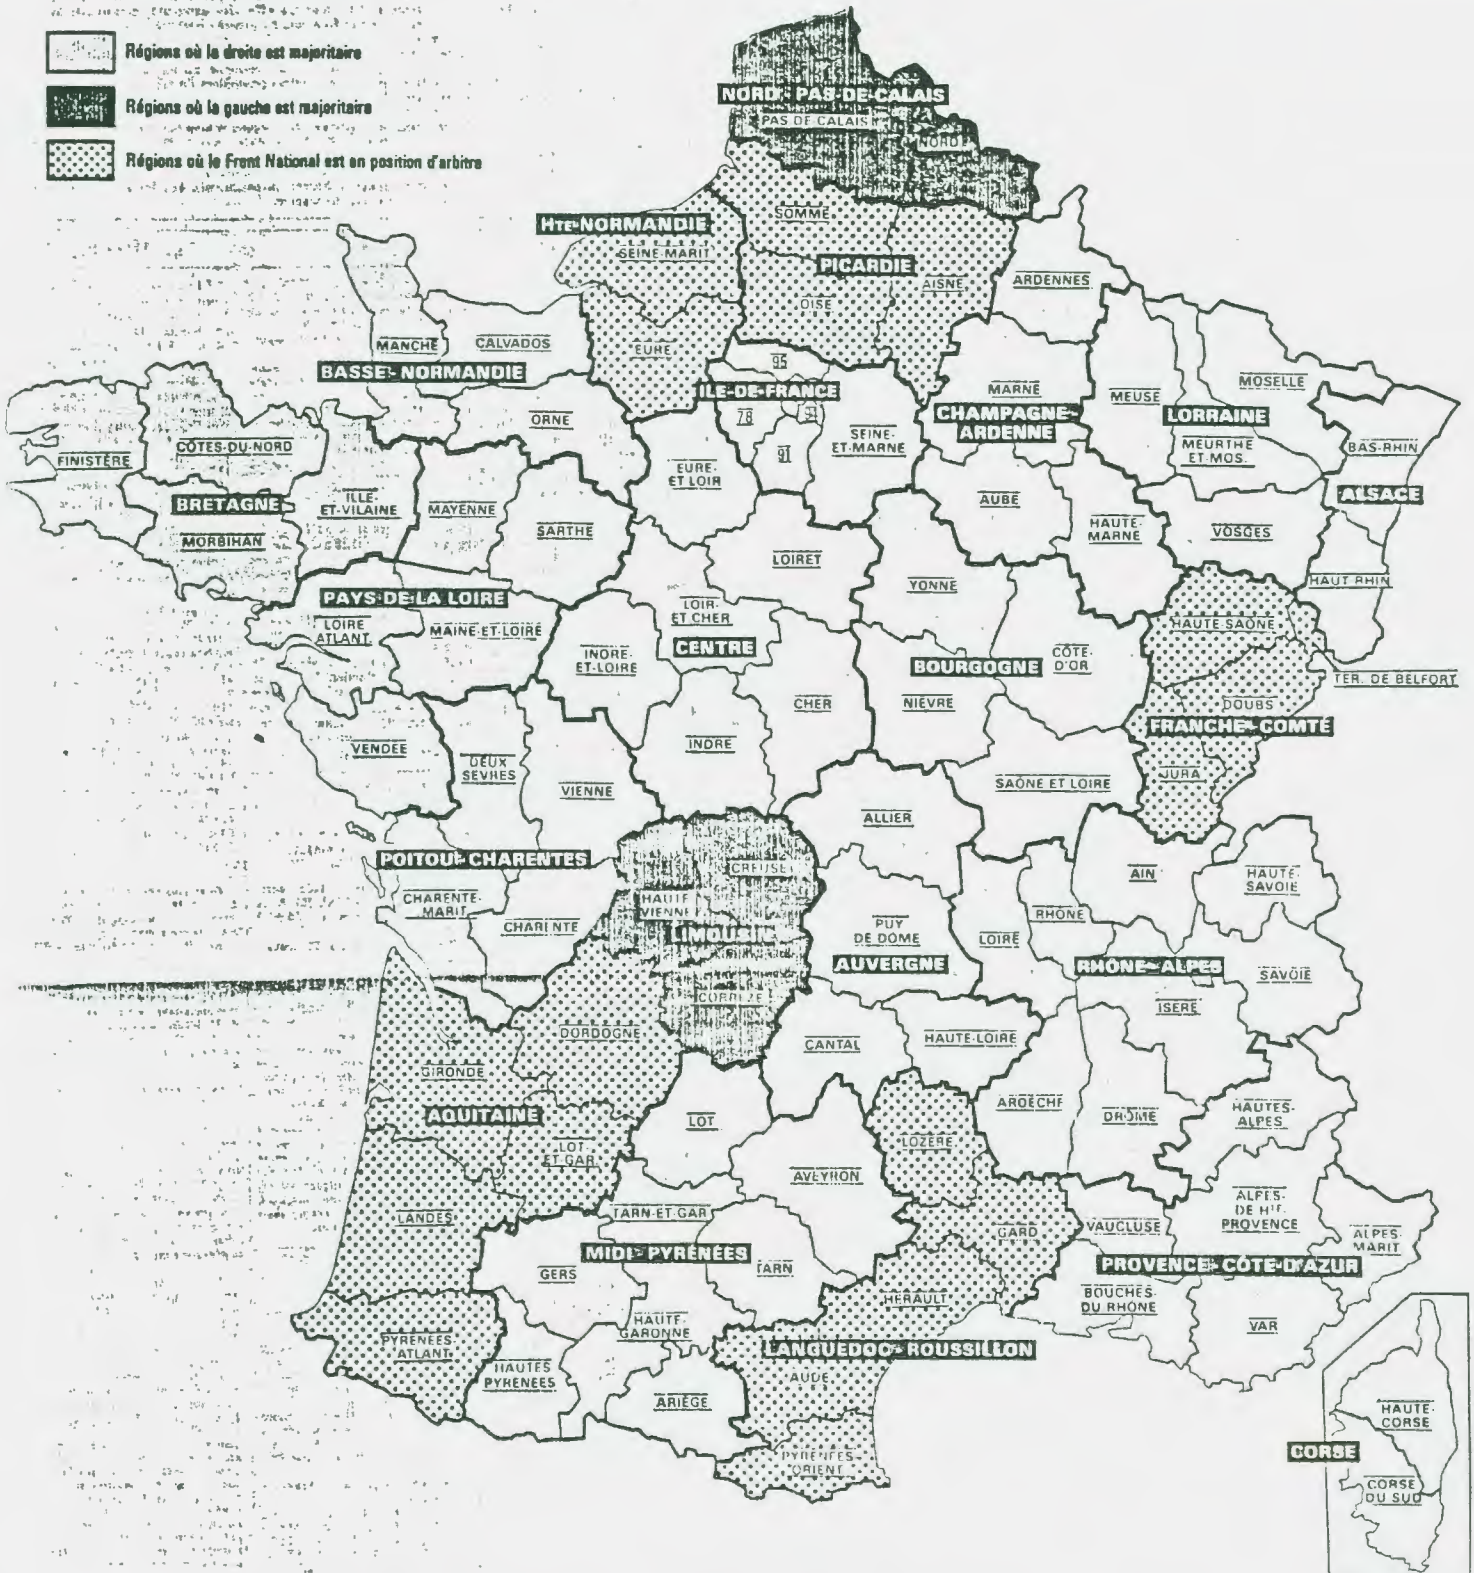 Régions où la droite est majoritaire
Régions où la gauche est majoritaire
Régions où le Front National est en position d'arbitre
NORD-PAS-DE-CALAIS
PAS DE CALAIS
NORD
SOMME
HTE-NORMANDIE
SEINE-MARIT
PICARDIE
AISNE
OISE
ARDENNES
EURE
MANCHE
CALVADOS
BASSE-NORMANDIE
ORNE
95
ILE-DE-FRANCE
78
91
SEINE-
ET-MARNE
MARNE
CHAMPAGNE-
ARDENNE
MEUSE
MOSELLE
LORRAINE
MEURTHE
ET-MOS.
BAS-RHIN
ALSACE
FINISTÈRE
CÔTES-DU-NORD
BRETAGNE
MORBIHAN
ILLE-
ET-VILAINE
MAYENNE
SARTHE
EURE-
ET-LOIR
AUBE
HAUTE-
MARNE
VOSGES
HAUT-RHIN
LOIRET
YONNE
HAUTE-SAÔNE
TER. DE BELFORT
PAYS-DE-LA LOIRE
LOIRE
ATLANT
MAINE-ET-LOIRE
INDRE-
ET-LOIRE
LOIR-
ET-CHER
CENTRE
CHER
BOURGOGNE
NIÈVRE
CÔTE-
D'OR
DOUBS
FRANCHE-COMTÉ
JURA
VENDÉE
DEUX
SÈVRES
VIENNE
INDRE
SAÔNE ET LOIRE
ALLIER
POITOU-CHARENTES
CHARENTE-
MARIT
CHARENTE
CREUSE
HAUTE
VIENNE
LIMOUSIN
CORRÈZE
PUY
DE DÔME
AUVERGNE
LOIRE
RHÔNE
AIN
HAUTE-
SAVOIE
RHÔNE-ALPES
SAVOIE
ISÈRE
CANTAL
HAUTE-LOIRE
DORDOGNE
GIRONDE
AQUITAINE
LOT-
ET-GAR.
LANDES
LOT
AVEYRON
LOZÈRE
ARDÈCHE
DRÔME
HAUTES-
ALPES
TARN-ET-GAR
MIDI-PYRÉNÉES
GERS
TARN
GARD
VAUCLUSE
ALPES-
DE HTE-
PROVENCE
ALPES-
MARIT
PROVENCE-CÔTE-D'AZUR
BOUCHES-
DU RHÔNE
VAR
HÉRAULT
HAUTE-
GARONNE
PYRÉNÉES-
ATLANT
HAUTES
PYRÉNÉES
ARIÈGE
LANGUEDOC-ROUSSILLON
AUDE
PYRÉNÉES-
ORIENT
HAUTE-
CORSE
CORSE
CORSE
DU SUD